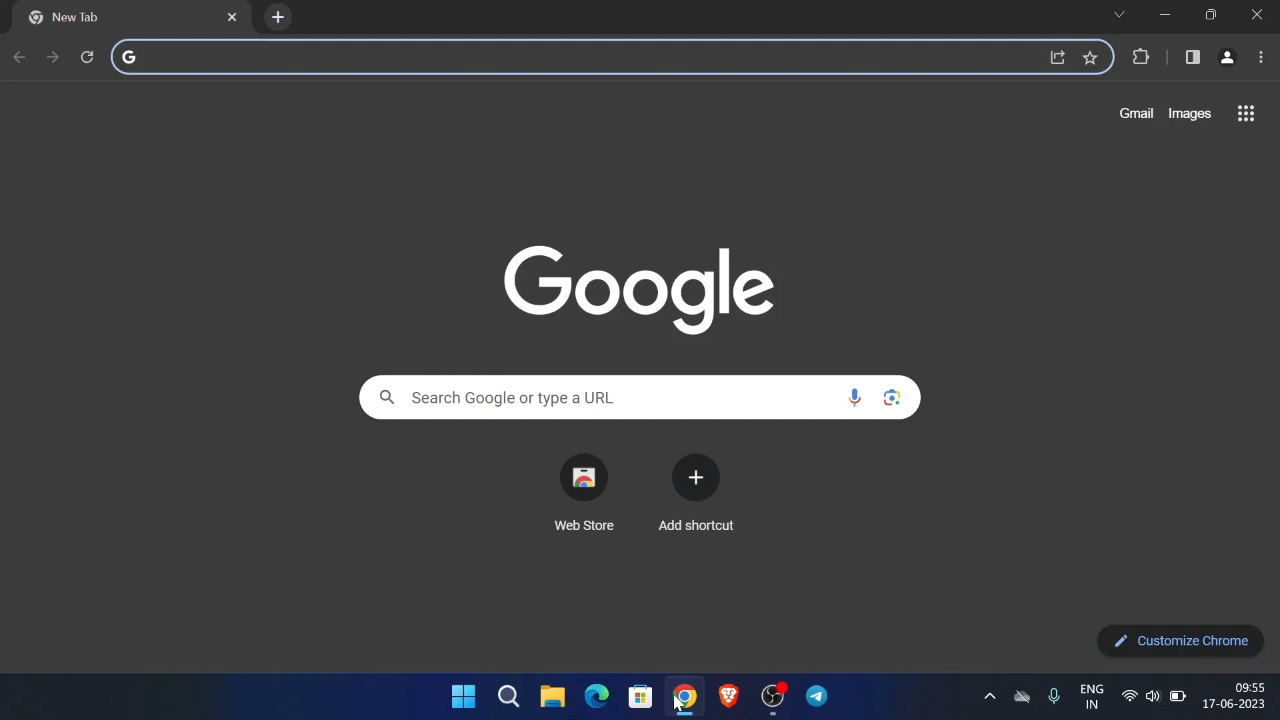 New Tab
Gmail Images
Google
Search Google or type a URL
Web Store
Add shortcut
Customize Chrome
ENG
IN
09:55
17-06-2023